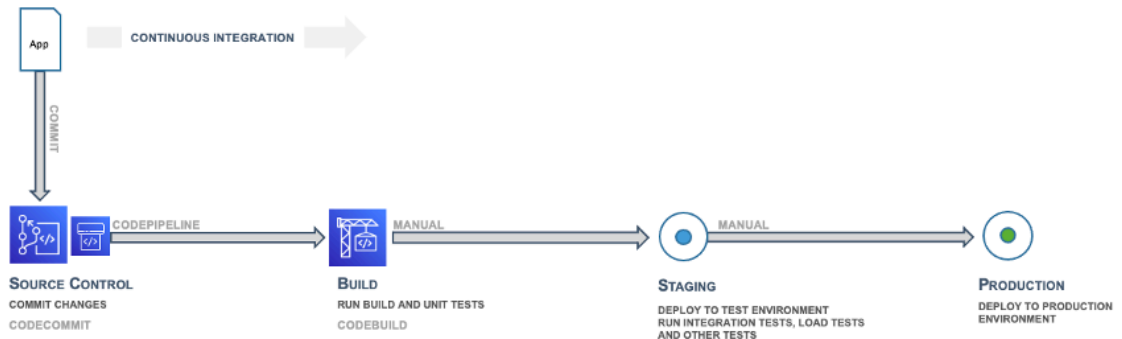 App
CONTINUOUS INTEGRATION
COMMIT
CODEPIPELINE
MANUAL
MANUAL
SOURCE CONTROL
COMMIT CHANGES
CODECOMMIT
BUILD
RUN BUILD AND UNIT TESTS
CODEBUILD
STAGING
DEPLOY TO TEST ENVIRONMENT
RUN INTEGRATION TESTS, LOAD TESTS
AND OTHER TESTS
PRODUCTION
DEPLOY TO PRODUCTION
ENVIRONMENT